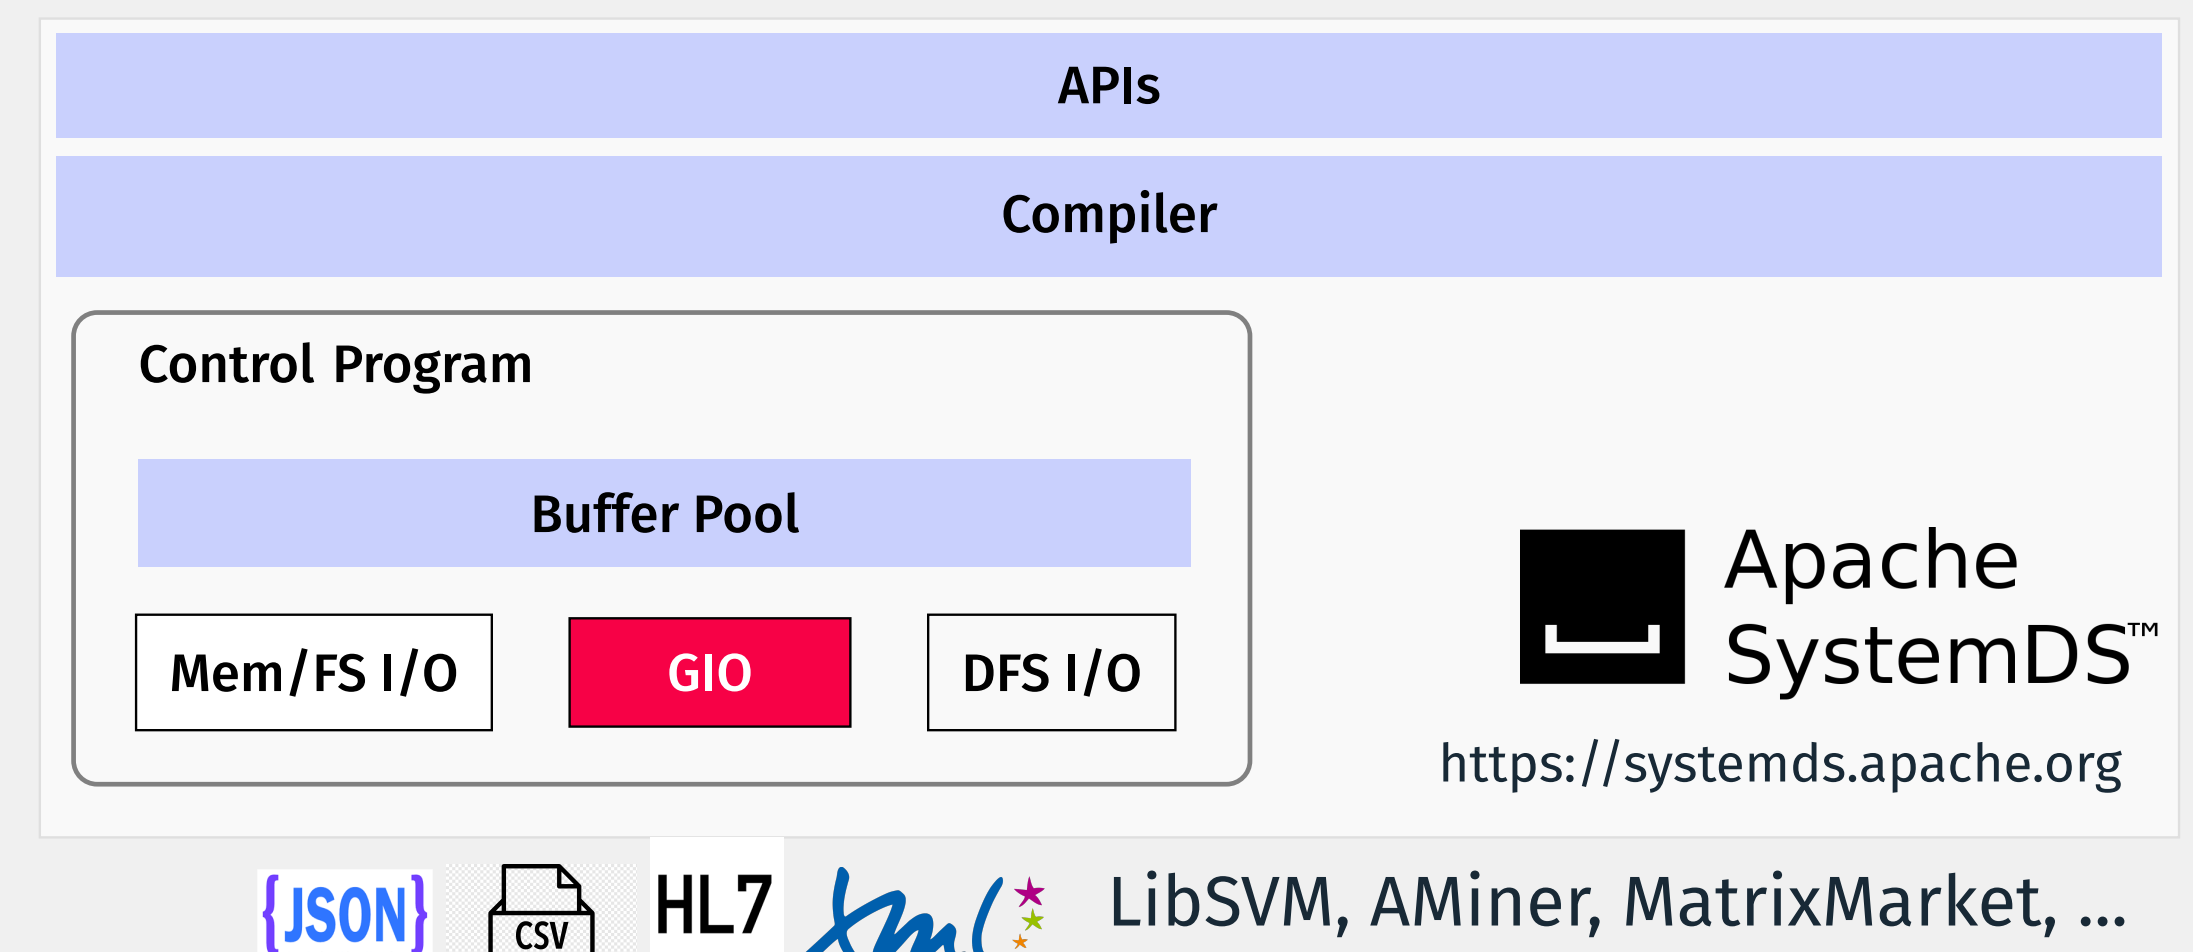 APIs
Compiler
Control Program
Buffer Pool
Mem/FS I/O
GIO
DFS I/O
Apache
SystemDS™
https://systemds.apache.org
{JSON}
CSV
HL7
xml
LibSVM, AMiner, MatrixMarket, ...